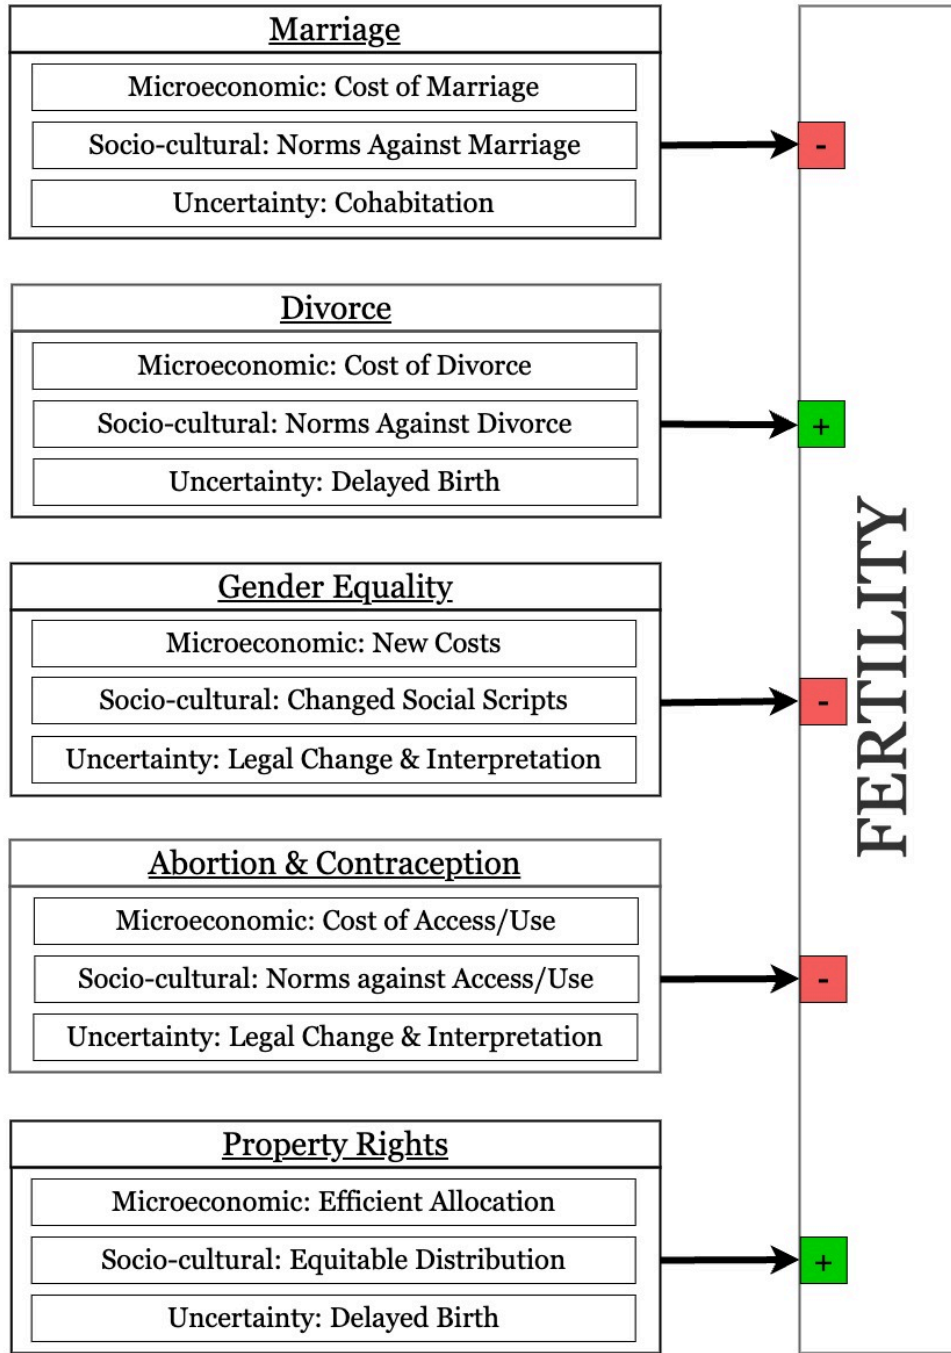 Marriage
Microeconomic: Cost of Marriage
Socio-cultural: Norms Against Marriage
-
Uncertainty: Cohabitation
Divorce
Microeconomic: Cost of Divorce
Socio-cultural: Norms Against Divorce
+
Uncertainty: Delayed Birth
Gender Equality
Microeconomic: New Costs
Socio-cultural: Changed Social Scripts
-
Uncertainty: Legal Change & Interpretation
Abortion & Contraception
Microeconomic: Cost of Access/Use
Socio-cultural: Norms against Access/Use
-
Uncertainty: Legal Change & Interpretation
Property Rights
Microeconomic: Efficient Allocation
Socio-cultural: Equitable Distribution
+
Uncertainty: Delayed Birth
FERTILITY